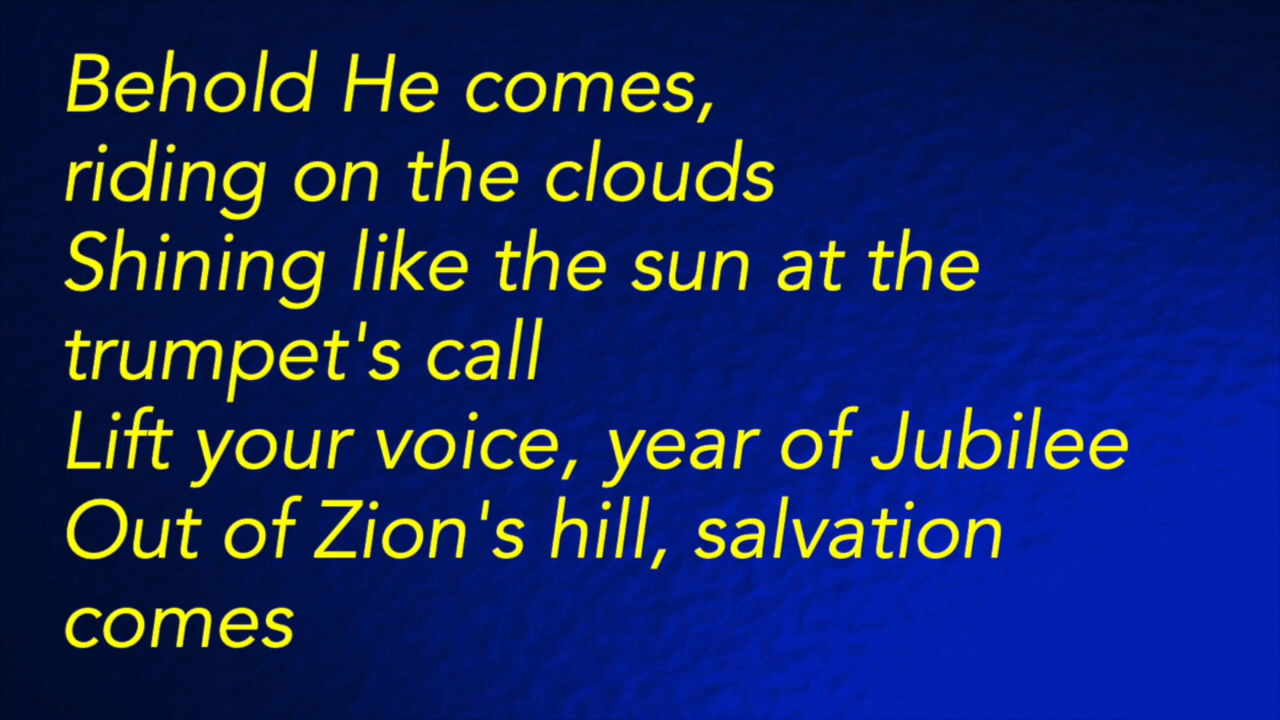 Behold He comes,
riding on the clouds
Shining like the sun at the
trumpet's call
Lift your voice, year of Jubilee
Out of Zion's hill, salvation
comes